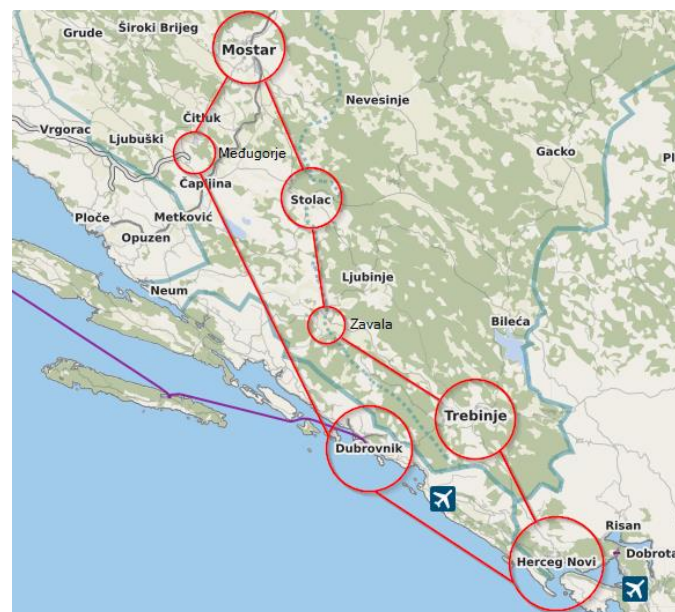 Grude
Široki Brijeg
Mostar
Nevesinje
Čitluk
Vrgorac
Ljubuški
Međugorje
Gacko
Čapljina
Stolac
Ploče
Metković
Opuzen
Ljubinje
Neum
Zavala
Bileća
Trebinje
Dubrovnik
Risan
Herceg Novi
Dobrota